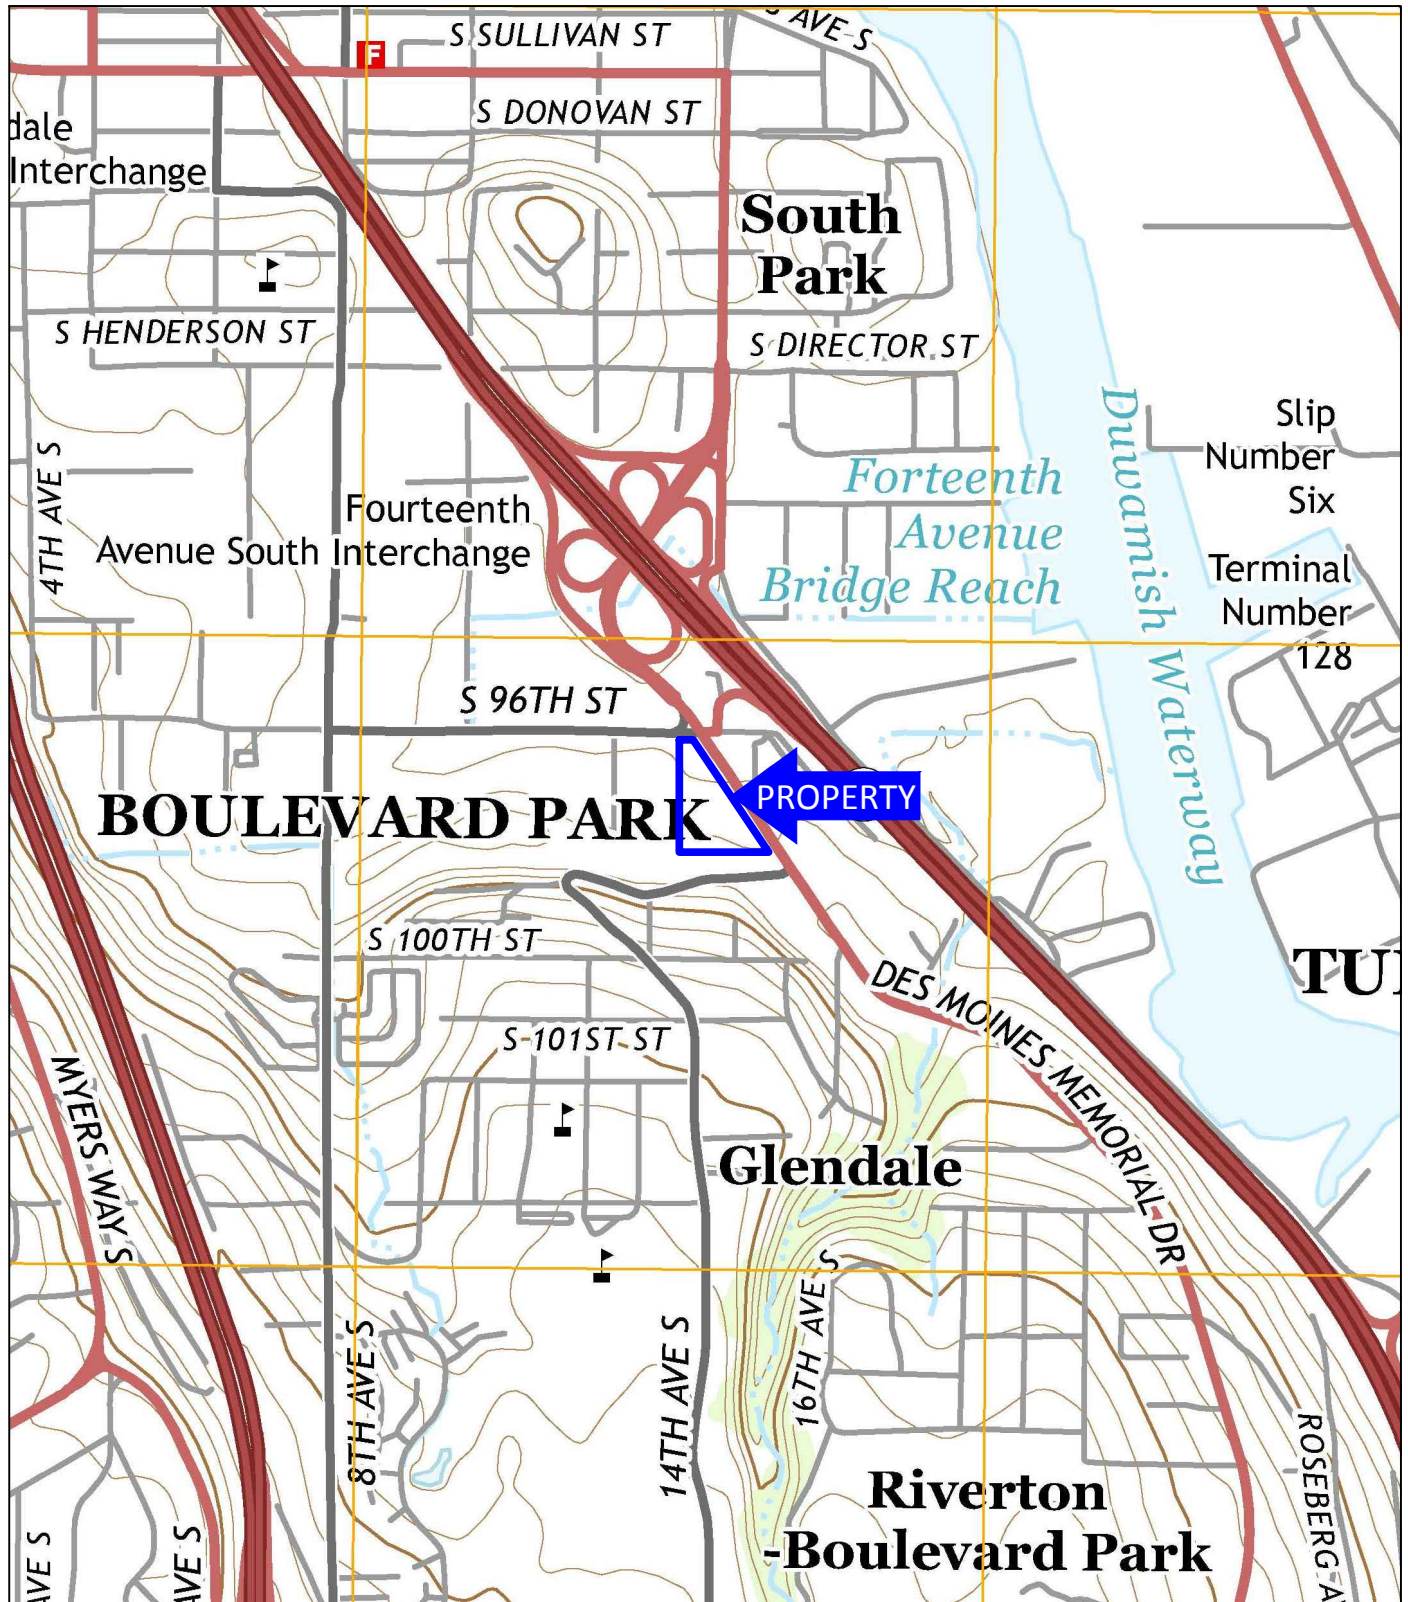 S AVE S
S SULLIVAN ST
F
S DONOVAN ST
dale
Interchange
South
Park
S HENDERSON ST
S DIRECTOR ST
Slip
Number
Six
4TH AVE S
Fourteenth
Avenue South Interchange
Forteenth
Avenue
Bridge Reach
Duwamish Waterway
Terminal
Number
128
S 96TH ST
PROPERTY
BOULEVARD PARK
S 100TH ST
DES MOINES MEMORIAL DR
TU
S 101ST ST
MYERS WAY S
Glendale
16TH AVE S
8TH AVE S
14TH AVE S
ROSEBERG A
Riverton
-Boulevard Park
AVE S
AVE S